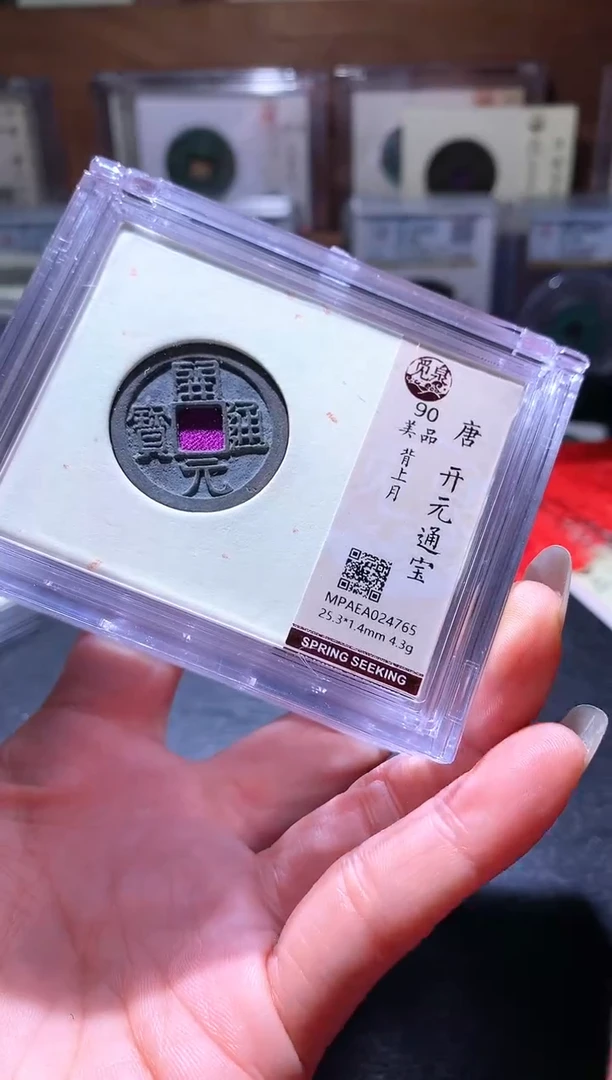 開元通寶
覓泉
90
美品
背上月
唐
开元通宝
MPAEA024765
25.3*1.4mm 4.3g
SPRING SEEKING